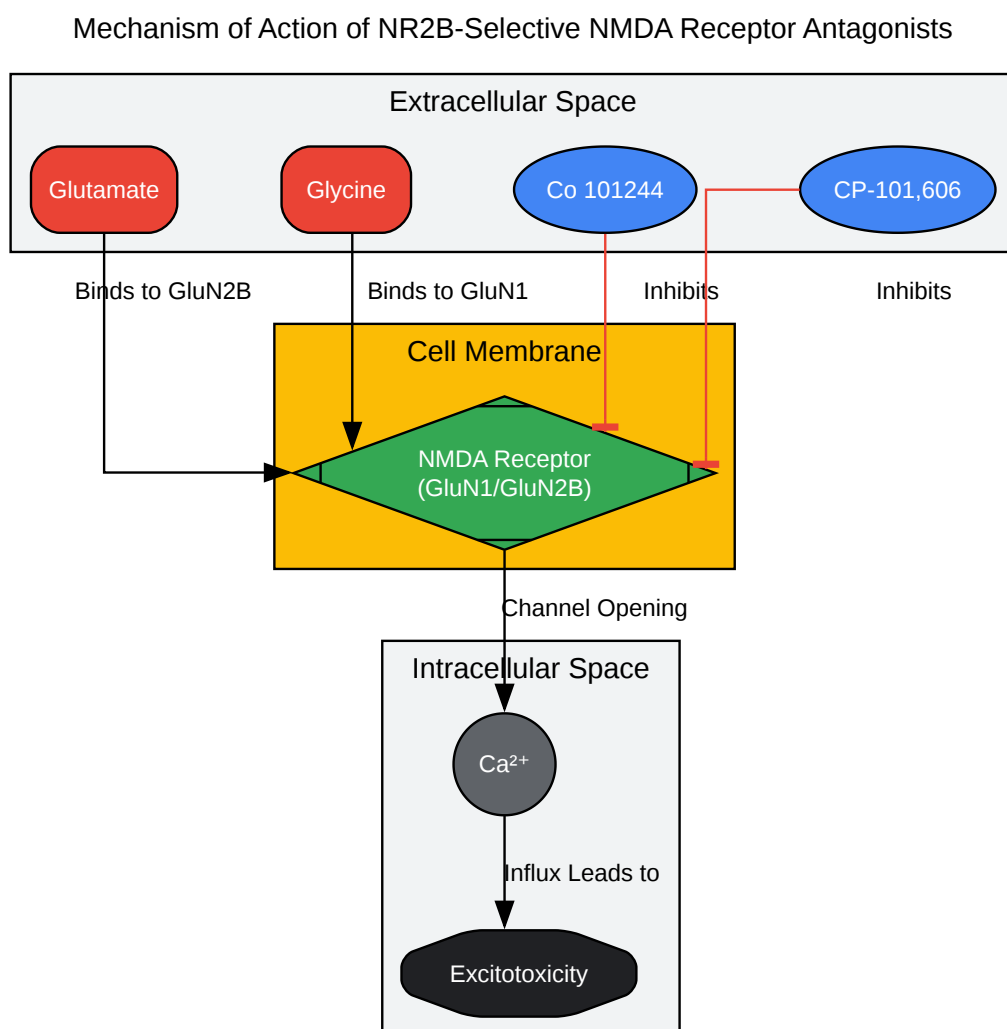 Mechanism of Action of NR2B-Selective NMDA Receptor Antagonists
Extracellular Space
Glutamate
Glycine
Co 101244
CP-101,606
Binds to GluN2B
Binds to GluN1
Inhibits
Inhibits
Cell Membrane
NMDA Receptor
(GluN1/GluN2B)
Channel Opening
Intracellular Space
Ca²⁺
Influx Leads to
Excitotoxicity